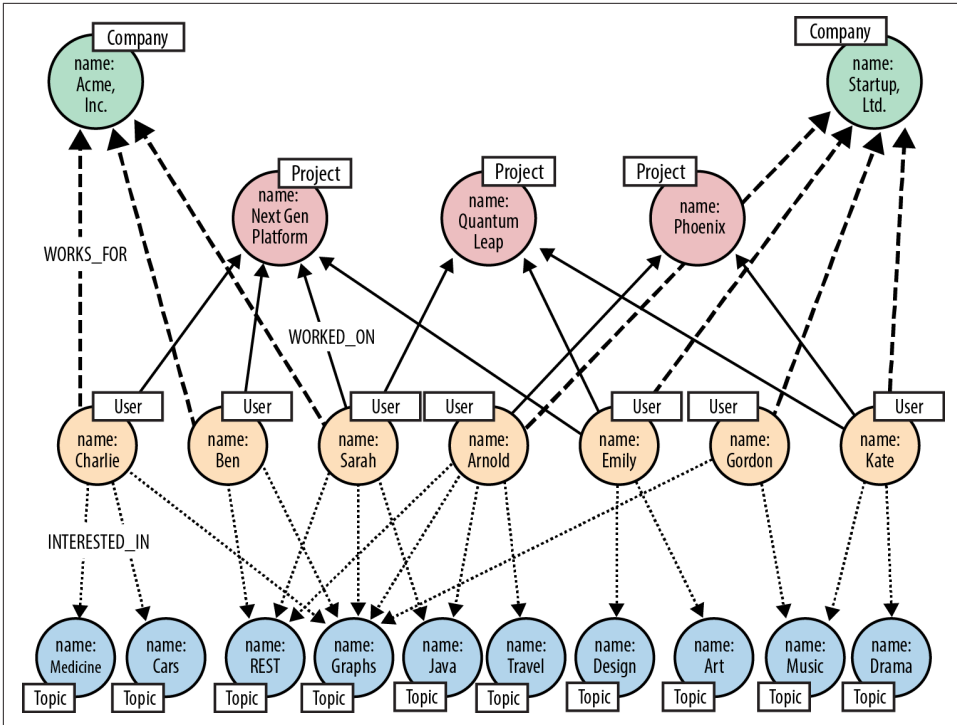 Company
name:
Acme,
Inc.
Company
name:
Startup,
Ltd.
Project
name:
Next Gen
Platform
Project
name:
Quantum
Leap
Project
name:
Phoenix
WORKS_FOR
WORKED_ON
User
name:
Charlie
User
name:
Ben
User
name:
Sarah
User
name:
Arnold
User
name:
Emily
User
name:
Gordon
User
name:
Kate
INTERESTED_IN
name:
Medicine
Topic
name:
Cars
Topic
name:
REST
Topic
name:
Graphs
Topic
name:
Java
Topic
name:
Travel
Topic
name:
Design
Topic
name:
Art
Topic
name:
Music
Topic
name:
Drama
Topic